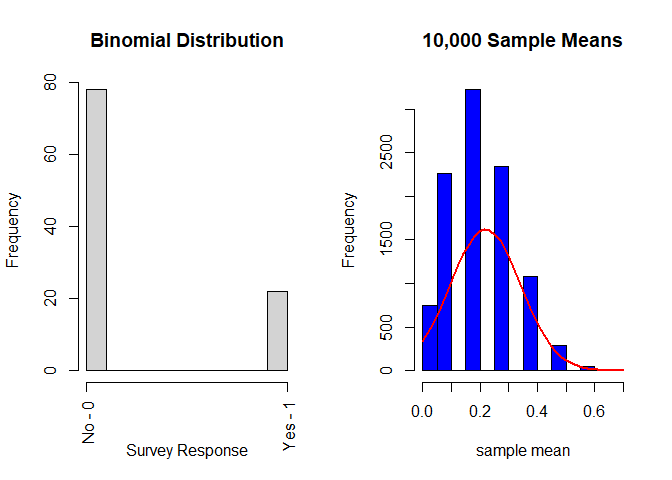 Binomial Distribution
Frequency
80
60
40
20
0
No - 0
Yes - 1
Survey Response
10,000 Sample Means
Frequency
2500
1500
500
0
0.0 0.2 0.4 0.6
sample mean